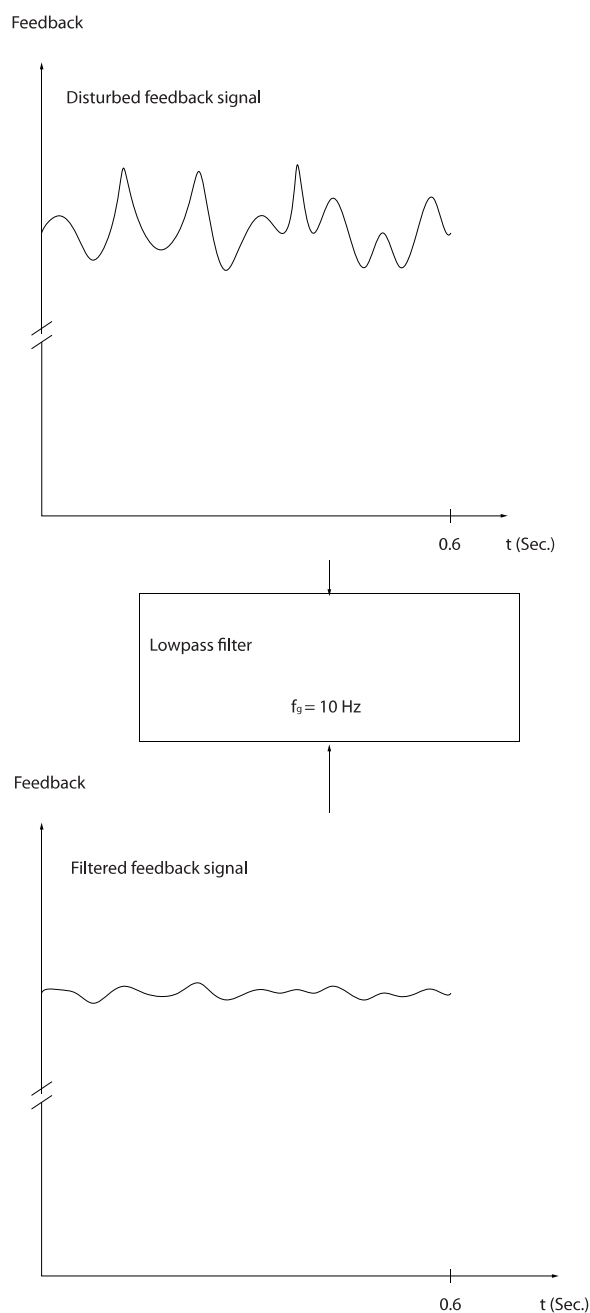 Feedback
Disturbed feedback signal
0.6
t (Sec.)
Lowpass filter
fg = 10 Hz
Feedback
Filtered feedback signal
0.6
t (Sec.)